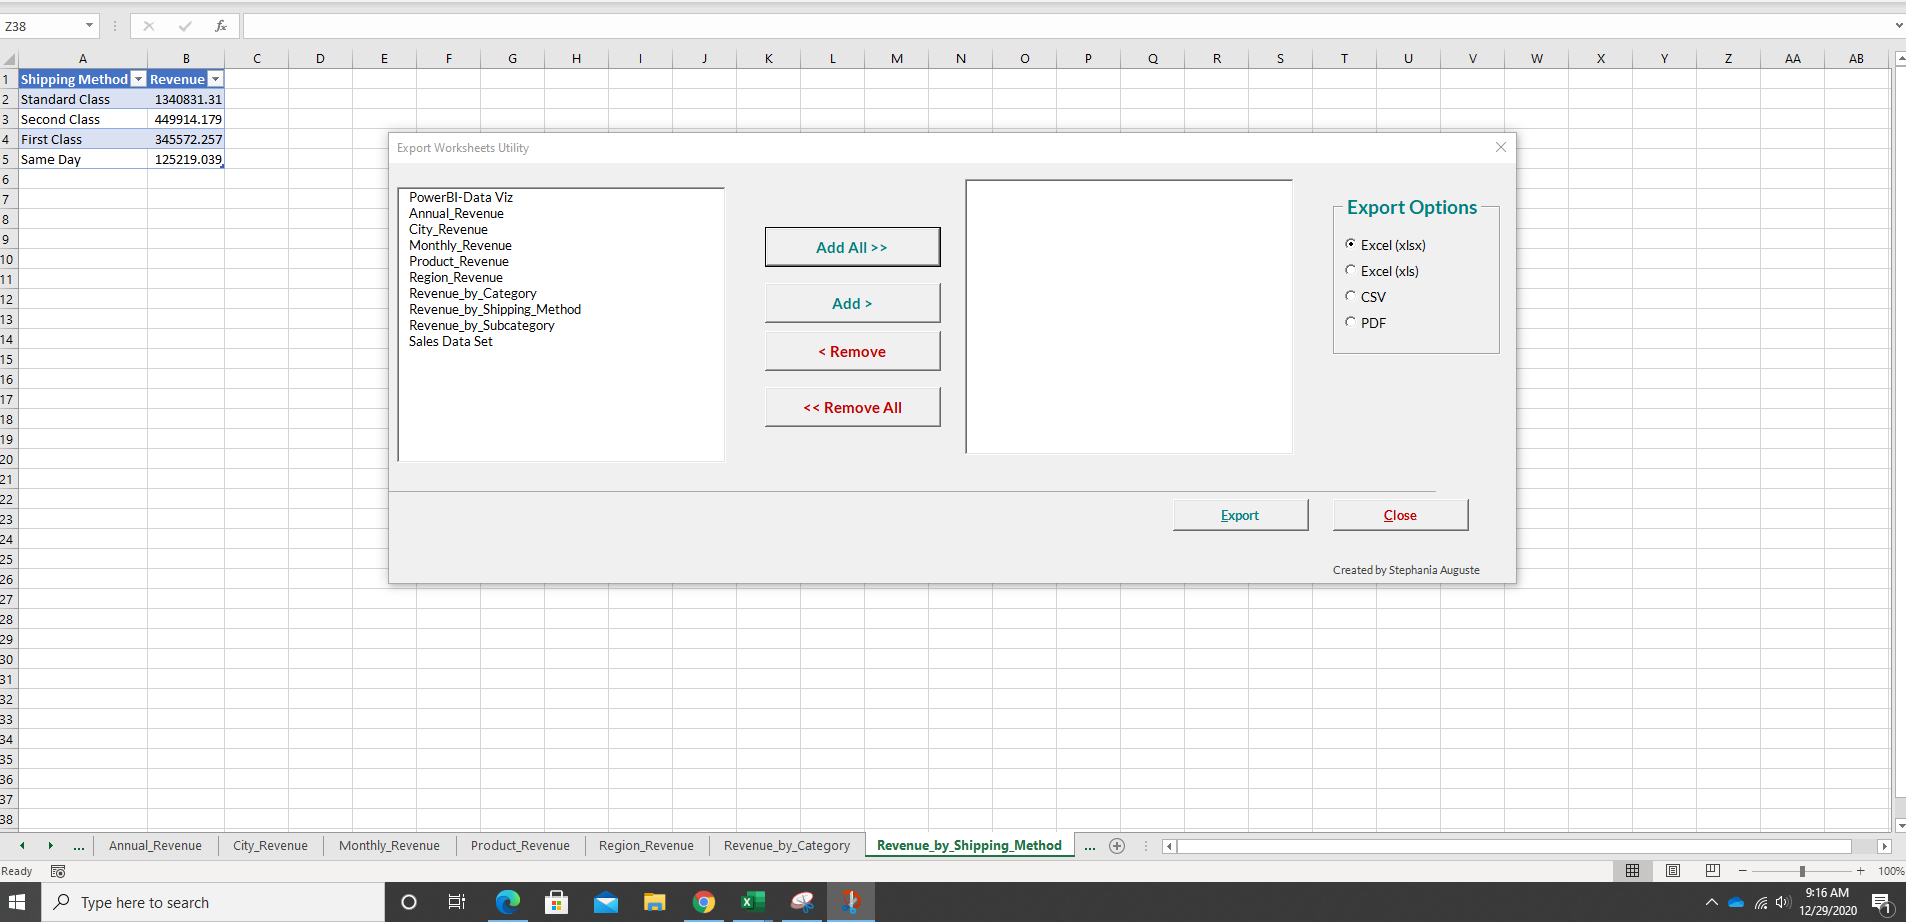 Z38
fx
A B C D E F G H I J K L M N O P Q R S T U V W X Y Z AA AB
1 Shipping Method Revenue
2 Standard Class 1340831.31
3 Second Class 449914.179
4 First Class 345572.257
5 Same Day 125219.039
6
7
8
9
10
11
12
13
14
15
16
17
18
19
20
21
22
23
24
25
26
27
28
29
30
31
32
33
34
35
36
37
38
Export Worksheets Utility
PowerBI-Data Viz
Annual_Revenue
City_Revenue
Monthly_Revenue
Product_Revenue
Region_Revenue
Revenue_by_Category
Revenue_by_Shipping_Method
Revenue_by_Subcategory
Sales Data Set
Add All >>
Add >
< Remove
<< Remove All
Export Options
Excel (xlsx)
Excel (xls)
CSV
PDF
Export
Close
Created by Stephania Auguste
... Annual_Revenue City_Revenue Monthly_Revenue Product_Revenue Region_Revenue Revenue_by_Category Revenue_by_Shipping_Method ...
Ready
100%
Type here to search
9:16 AM
12/29/2020
1